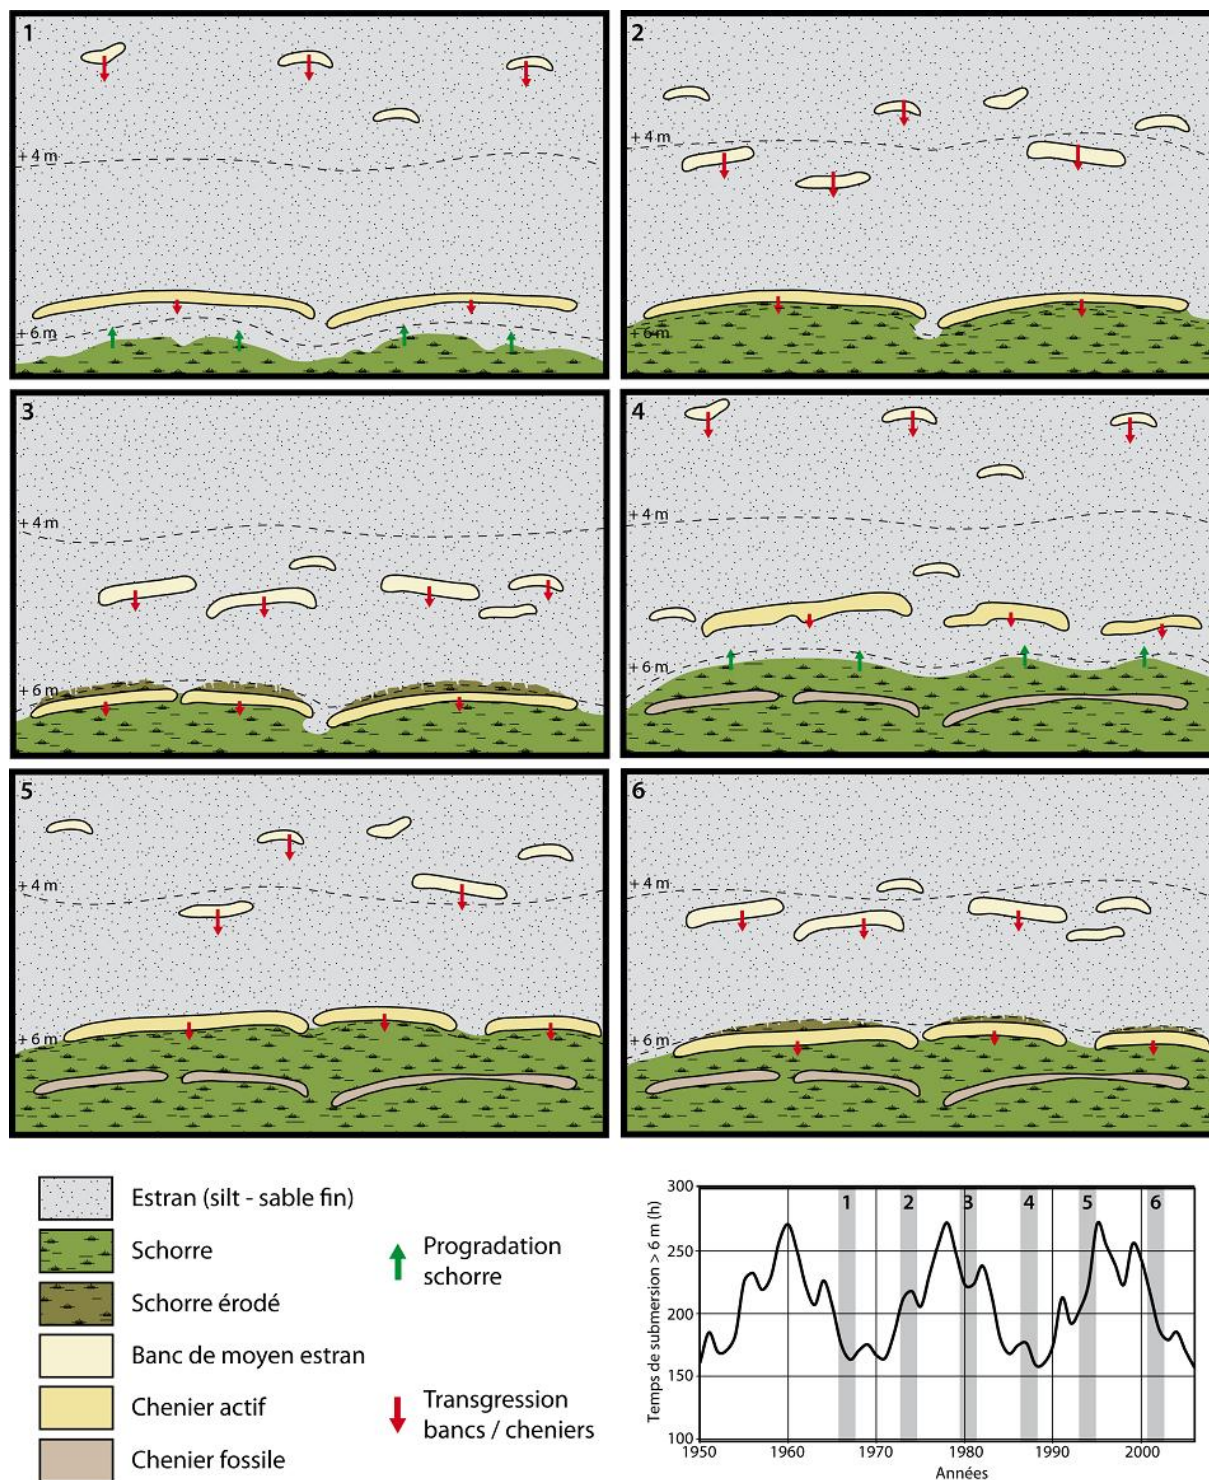 1
+ 4 m
+ 6 m
2
+ 4 m
+ 6 m
3
+ 4 m
+ 6 m
4
+ 4 m
+ 6 m
5
+ 4 m
+ 6 m
6
+ 4 m
+ 6 m
Estran (silt - sable fin)
Schorre
Schorre érodé
Banc de moyen estran
Chenier actif
Chenier fossile
Progradation
schorre
Transgression
bancs / cheniers
Temps de submersion > 6 m (h)
300
250
200
150
100
1 2 3 4 5 6
1950 1960 1970 1980 1990 2000
Années